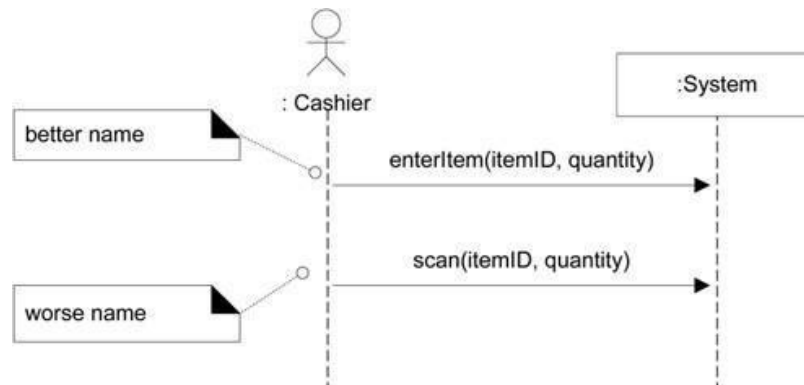 : Cashier
:System
better name
enterItem(itemID, quantity)
scan(itemID, quantity)
worse name